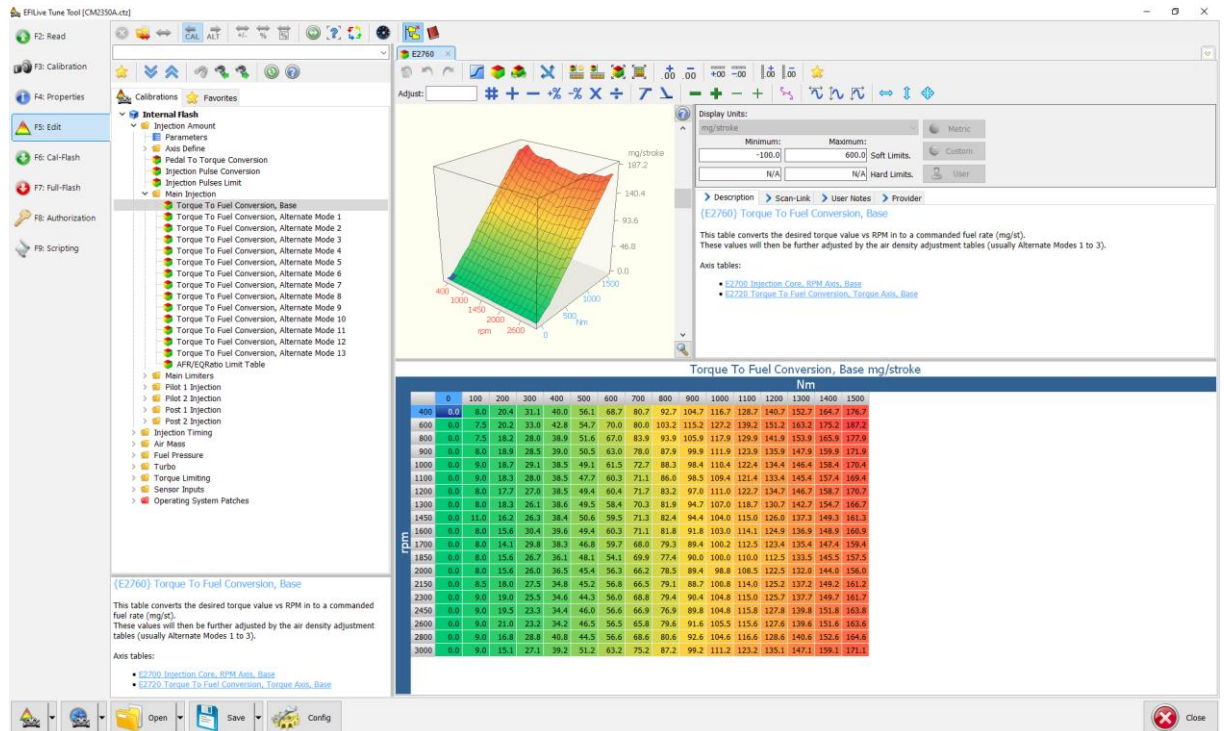 EFILive Tune Tool [CM2350A.ctz]
F2: Read
F3: Calibration
F4: Properties
F5: Edit
F6: Cal-Flash
F7: Full-Flash
F8: Authorization
F9: Scripting
CAL ALT
Calibrations Favorites
Internal Flash
Injection Amount
Parameters
Axis Define
Pedal To Torque Conversion
Injection Pulse Conversion
Injection Pulses Limit
Main Injection
Torque To Fuel Conversion, Base
Torque To Fuel Conversion, Alternate Mode 1
Torque To Fuel Conversion, Alternate Mode 2
Torque To Fuel Conversion, Alternate Mode 3
Torque To Fuel Conversion, Alternate Mode 4
Torque To Fuel Conversion, Alternate Mode 5
Torque To Fuel Conversion, Alternate Mode 6
Torque To Fuel Conversion, Alternate Mode 7
Torque To Fuel Conversion, Alternate Mode 8
Torque To Fuel Conversion, Alternate Mode 9
Torque To Fuel Conversion, Alternate Mode 10
Torque To Fuel Conversion, Alternate Mode 11
Torque To Fuel Conversion, Alternate Mode 12
Torque To Fuel Conversion, Alternate Mode 13
AFR/EQRatio Limit Table
Main Limiters
Pilot 1 Injection
Pilot 2 Injection
Post 1 Injection
Post 2 Injection
Injection Timing
Air Mass
Fuel Pressure
Turbo
Torque Limiting
Sensor Inputs
Operating System Patches
{E2760} Torque To Fuel Conversion, Base
This table converts the desired torque value vs RPM in to a commanded
fuel rate (mg/st).
These values will then be further adjusted by the air density adjustment
tables (usually Alternate Modes 1 to 3).
Axis tables:
E2700 Injection Core, RPM Axis, Base
E2720 Torque To Fuel Conversion, Torque Axis, Base
E2760
Adjust:
mg/stroke
187.2
140.4
93.6
46.8
0.0
1500
1000
500
Nm
0
400
1000
1450
2000
2600
rpm
Display Units:
mg/stroke
Metric
Minimum: Maximum:
-100.0 600.0 Soft Limits.
Custom
N/A N/A Hard Limits.
User
Description Scan-Link User Notes Provider
{E2760} Torque To Fuel Conversion, Base
This table converts the desired torque value vs RPM in to a commanded fuel rate (mg/st).
These values will then be further adjusted by the air density adjustment tables (usually Alternate Modes 1 to 3).
Axis tables:
E2700 Injection Core, RPM Axis, Base
E2720 Torque To Fuel Conversion, Torque Axis, Base
Torque To Fuel Conversion, Base mg/stroke
Nm
0 100 200 300 400 500 600 700 800 900 1000 1100 1200 1300 1400 1500
400 0.0 8.0 20.4 31.1 40.0 56.1 68.7 80.7 92.7 104.7 116.7 128.7 140.7 152.7 164.7 176.7
600 0.0 7.5 20.2 33.0 42.8 54.7 70.0 80.0 103.2 115.2 127.2 139.2 151.2 163.2 175.2 187.2
800 0.0 7.5 18.2 28.0 38.9 51.6 67.0 83.9 93.9 105.9 117.9 129.9 141.9 153.9 165.9 177.9
900 0.0 8.0 18.9 28.5 39.0 50.5 63.0 78.0 87.9 99.9 111.9 123.9 135.9 147.9 159.9 171.9
1000 0.0 9.0 18.7 29.1 38.5 49.1 61.5 72.7 88.3 98.4 110.4 122.4 134.4 146.4 158.4 170.4
1100 0.0 9.0 18.3 28.0 38.5 47.7 60.3 71.1 86.0 98.5 109.4 121.4 133.4 145.4 157.4 169.4
1200 0.0 8.0 17.7 27.0 38.5 49.4 60.4 71.7 83.2 97.0 111.0 122.7 134.7 146.7 158.7 170.7
1300 0.0 8.0 18.3 26.1 38.6 49.5 58.4 70.3 81.9 94.7 107.0 118.7 130.7 142.7 154.7 166.7
1450 0.0 11.0 16.2 26.3 38.4 50.6 59.5 71.3 82.4 94.4 104.0 115.0 126.0 137.3 149.3 161.3
1600 0.0 8.0 15.6 30.4 39.6 49.4 60.3 71.1 81.8 91.8 103.0 114.1 124.9 136.9 148.9 160.9
1700 0.0 8.0 14.1 29.8 38.3 46.8 59.7 68.0 79.3 89.4 100.2 112.5 123.4 135.4 147.4 159.4
1850 0.0 8.0 15.6 26.7 36.1 48.1 54.1 69.9 77.4 90.0 100.0 110.0 112.5 133.5 145.5 157.5
2000 0.0 8.0 15.6 26.0 36.5 45.4 56.3 66.2 78.5 89.4 98.8 108.5 122.5 132.0 144.0 156.0
2150 0.0 8.5 18.0 27.5 34.8 45.2 56.8 66.5 79.1 88.7 100.8 114.0 125.2 137.2 149.2 161.2
2300 0.0 9.0 19.0 25.5 34.6 44.3 56.0 68.8 79.4 90.4 104.8 115.0 125.7 137.7 149.7 161.7
2450 0.0 9.0 19.5 23.3 34.4 46.0 56.6 66.9 76.9 89.8 104.8 115.8 127.8 139.8 151.8 163.8
2600 0.0 9.0 21.0 23.2 34.2 46.5 56.5 65.8 79.6 91.6 105.5 115.6 127.6 139.6 151.6 163.6
2800 0.0 9.0 16.8 28.8 40.8 44.5 56.6 68.6 80.6 92.6 104.6 116.6 128.6 140.6 152.6 164.6
3000 0.0 9.0 15.1 27.1 39.2 51.2 63.2 75.2 87.2 99.2 111.2 123.2 135.1 147.1 159.1 171.1
rpm
Open Save Config Close